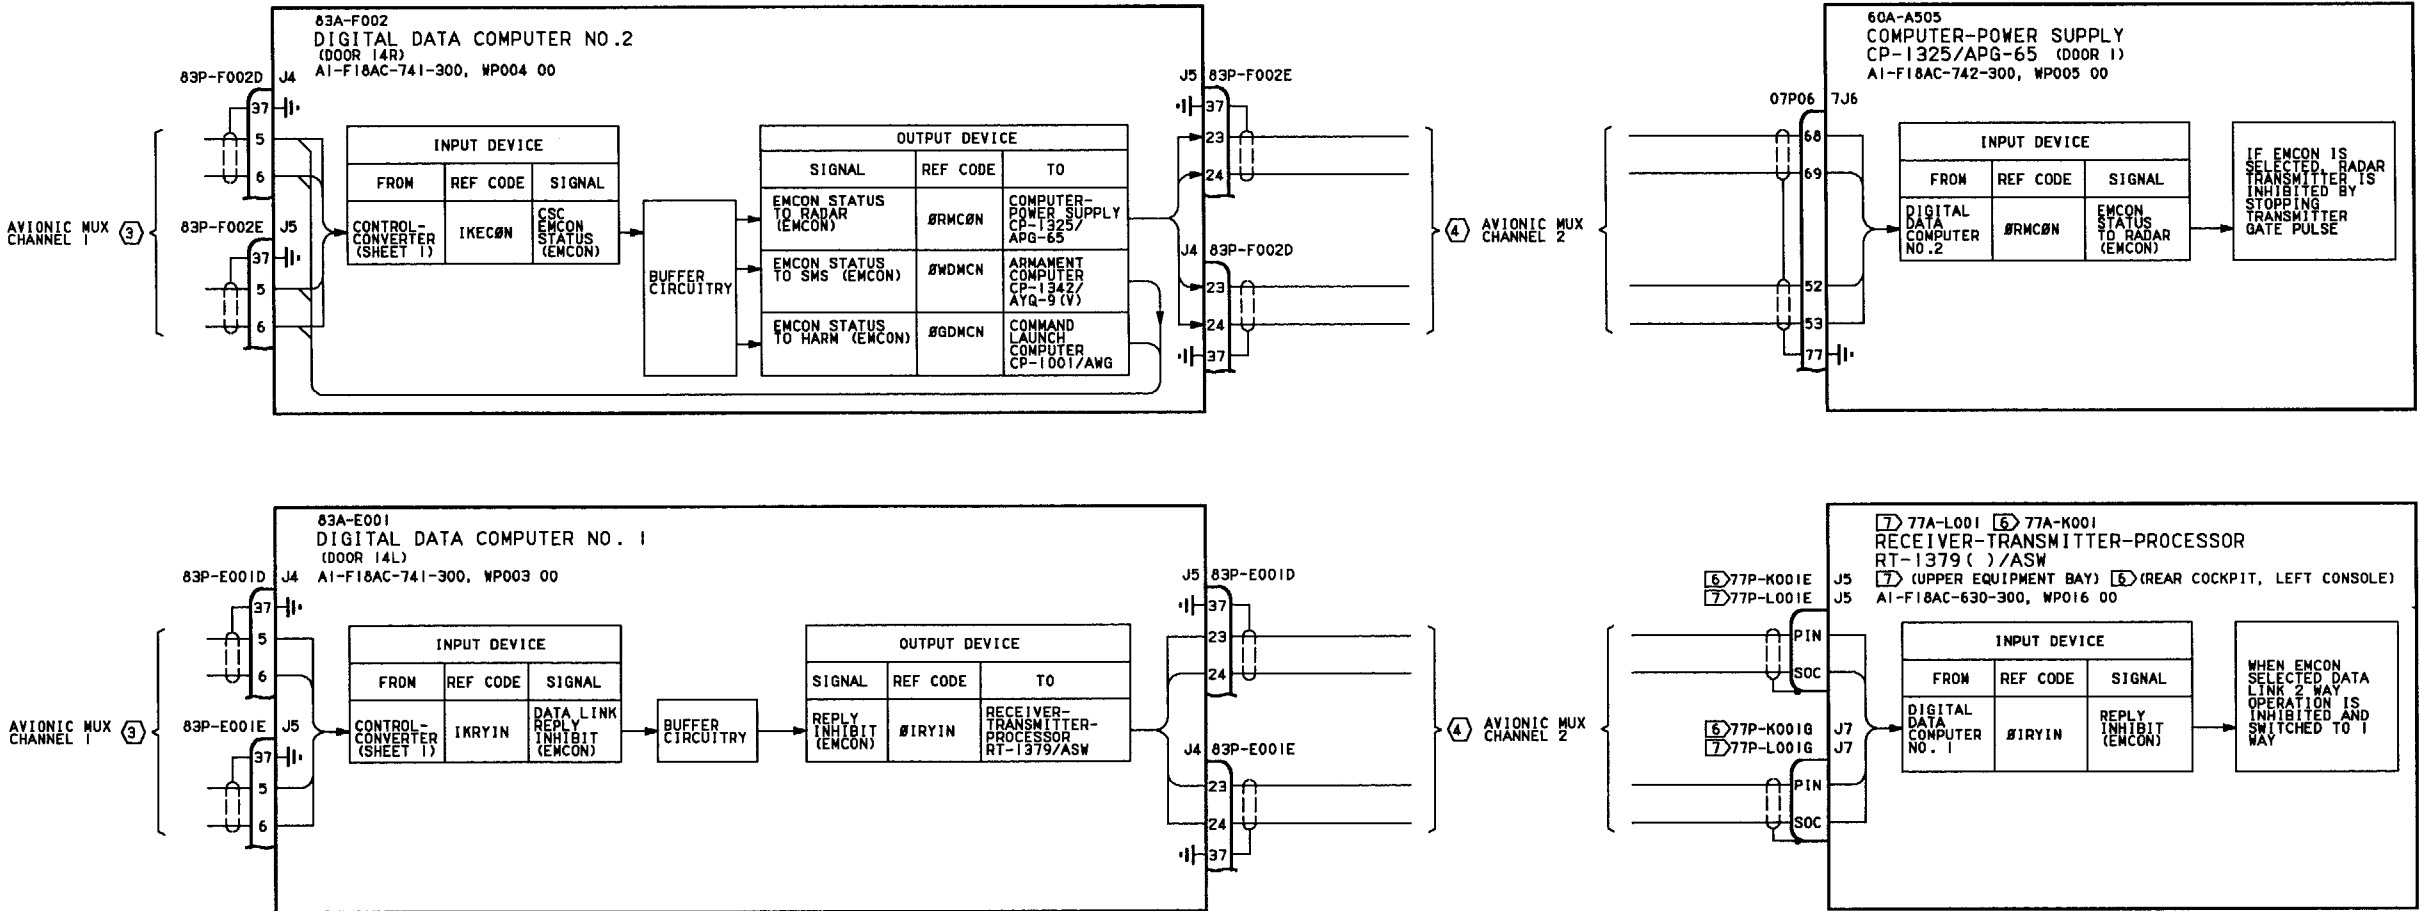 83A-F002
DIGITAL DATA COMPUTER NO.2
(DOOR 14R)
A1-F18AC-741-300, WP004 00
83P-F002D J4
37
5
6
AVIONIC MUX
CHANNEL 1 3
83P-F002E J5
37
5
6
INPUT DEVICE
FROM REF CODE SIGNAL
CONTROL-
CONVERTER
(SHEET 1)
IKECØN
CSC
EMCON
STATUS
(EMCON)
BUFFER
CIRCUITRY
OUTPUT DEVICE
SIGNAL REF CODE TO
EMCON STATUS
TO RADAR
(EMCON)
ØRMCØN
COMPUTER-
POWER SUPPLY
CP-1325/
APG-65
EMCON STATUS
TO SMS (EMCON)
ØWDMCN
ARMAMENT
COMPUTER
CP-1342/
AYQ-9(V)
EMCON STATUS
TO HARM (EMCON)
ØGDMCN
COMMAND
LAUNCH
COMPUTER
CP-1001/AWG
J5 83P-F002E
37
23
24
J4 83P-F002D
23
24
37
4 AVIONIC MUX
CHANNEL 2
60A-A505
COMPUTER-POWER SUPPLY
CP-1325/APG-65 (DOOR 1)
A1-F18AC-742-300, WP005 00
07P06 7J6
68
69
52
53
77
INPUT DEVICE
FROM REF CODE SIGNAL
DIGITAL
DATA
COMPUTER
NO.2
ØRMCØN
EMCON
STATUS
TO RADAR
(EMCON)
IF EMCON IS
SELECTED, RADAR
TRANSMITTER IS
INHIBITED BY
STOPPING
TRANSMITTER
GATE PULSE
83A-E001
DIGITAL DATA COMPUTER NO. 1
(DOOR 14L)
A1-F18AC-741-300, WP003 00
83P-E001D J4
37
5
6
AVIONIC MUX
CHANNEL 1 3
83P-E001E J5
37
5
6
INPUT DEVICE
FROM REF CODE SIGNAL
CONTROL-
CONVERTER
(SHEET 1)
IKRYIN
DATA LINK
REPLY
INHIBIT
(EMCON)
BUFFER
CIRCUITRY
OUTPUT DEVICE
SIGNAL REF CODE TO
REPLY
INHIBIT
(EMCON)
ØIRYIN
RECEIVER-
TRANSMITTER-
PROCESSOR
RT-1379/ASW
J5 83P-E001D
37
23
24
J4 83P-E001E
23
24
37
4 AVIONIC MUX
CHANNEL 2
7 77A-L001 6 77A-K001
RECEIVER-TRANSMITTER-PROCESSOR
RT-1379( )/ASW
7 (UPPER EQUIPMENT BAY) 6 (REAR COCKPIT, LEFT CONSOLE)
A1-F18AC-630-300, WP016 00
6 77P-K001E J5
7 77P-L001E J5
PIN
SOC
6 77P-K001G J7
7 77P-L001G J7
PIN
SOC
INPUT DEVICE
FROM REF CODE SIGNAL
DIGITAL
DATA
COMPUTER
NO. 1
ØIRYIN
REPLY
INHIBIT
(EMCON)
WHEN EMCON
SELECTED DATA
LINK 2 WAY
OPERATION IS
INHIBITED AND
SWITCHED TO 1
WAY